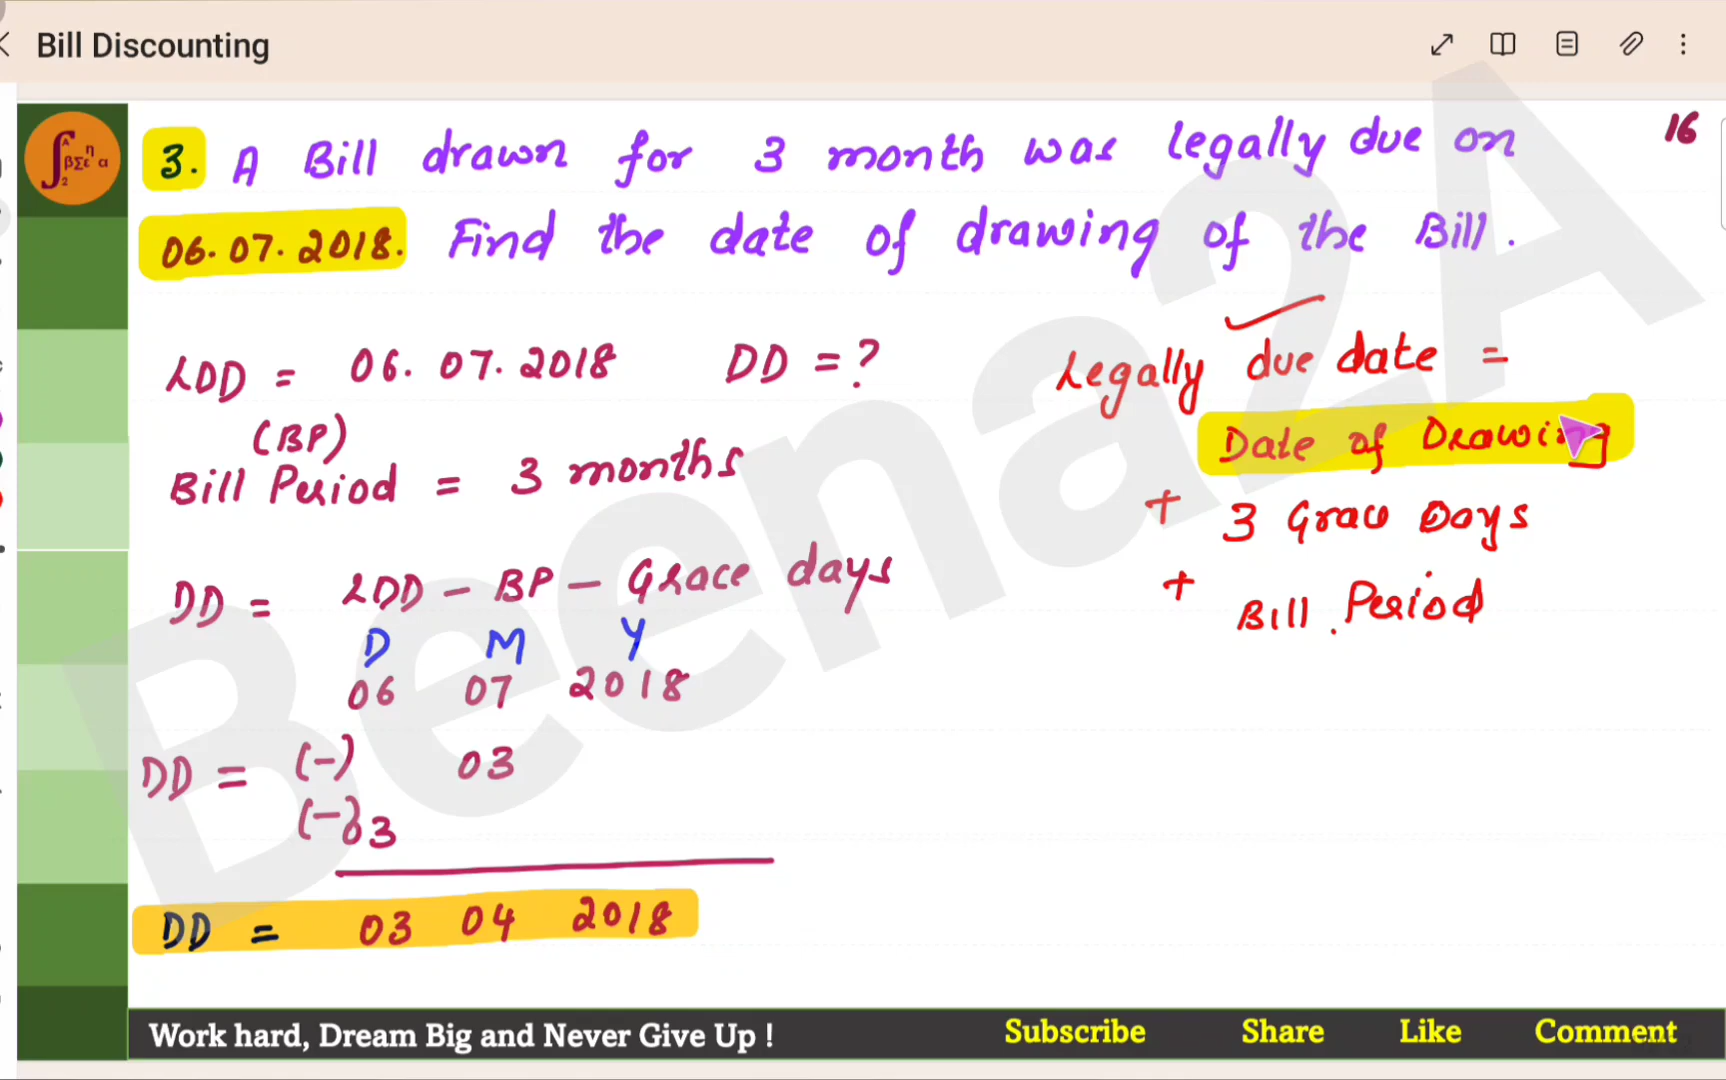 Bill Discounting
16
3. A Bill drawn for 3 month was legally due on
06.07.2018. Find the date of drawing of the Bill.
LDD = 06.07.2018 DD = ?
(BP)
Bill Period = 3 months
DD = LDD - BP - Grace days
D M Y
06 07 2018
DD = (-) 03
(-) 3
DD = 03 04 2018
Legally due date =
Date of Drawing
+ 3 Grace Days
+ Bill Period
Work hard, Dream Big and Never Give Up !
Subscribe Share Like Comment
Beena2A